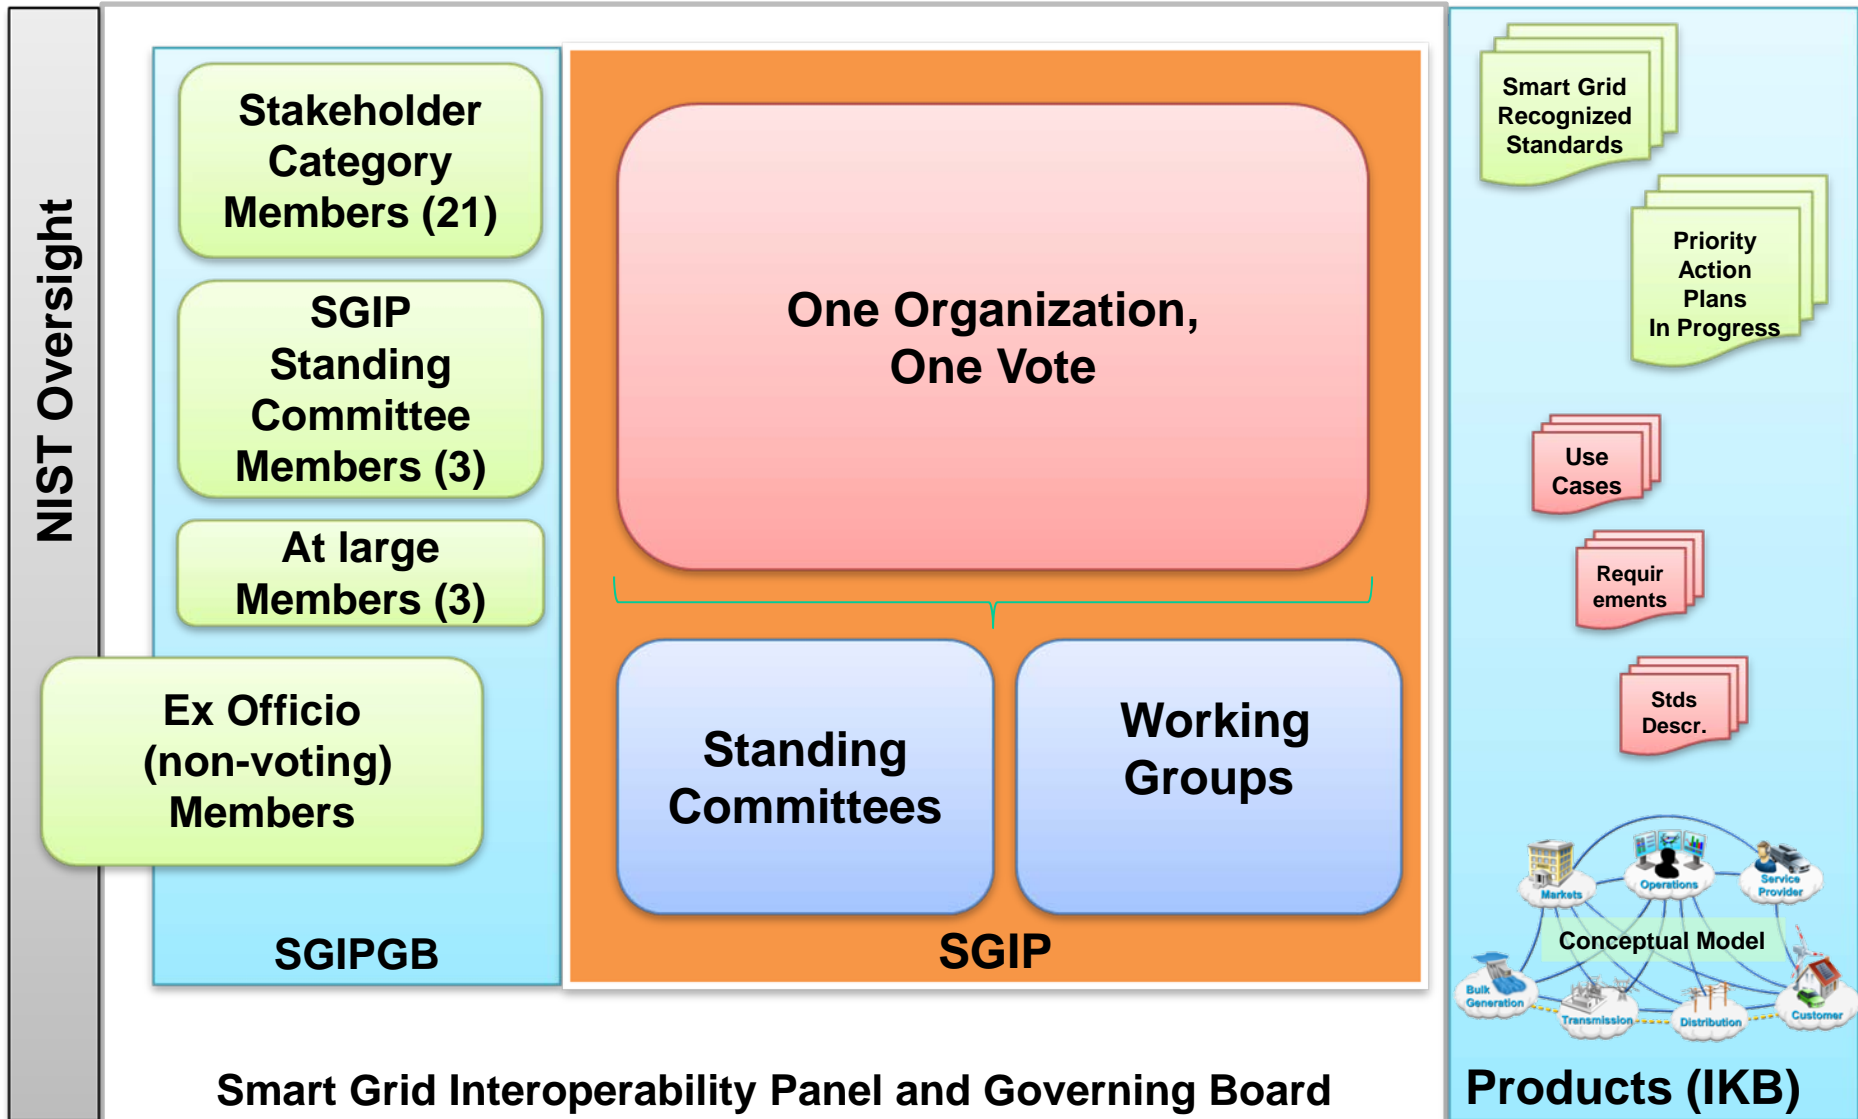 NIST Oversight
Stakeholder
Category
Members (21)
SGIP
Standing
Committee
Members (3)
At large
Members (3)
Ex Officio
(non-voting)
Members
SGIPGB
One Organization,
One Vote
Standing
Committees
Working
Groups
SGIP
Smart Grid Interoperability Panel and Governing Board
Smart Grid
Recognized
Standards
Priority
Action
Plans
In Progress
Use
Cases
Requir
ements
Stds
Descr.
Markets
Operations
Service
Provider
Conceptual Model
Bulk
Generation
Transmission
Distribution
Customer
Products (IKB)